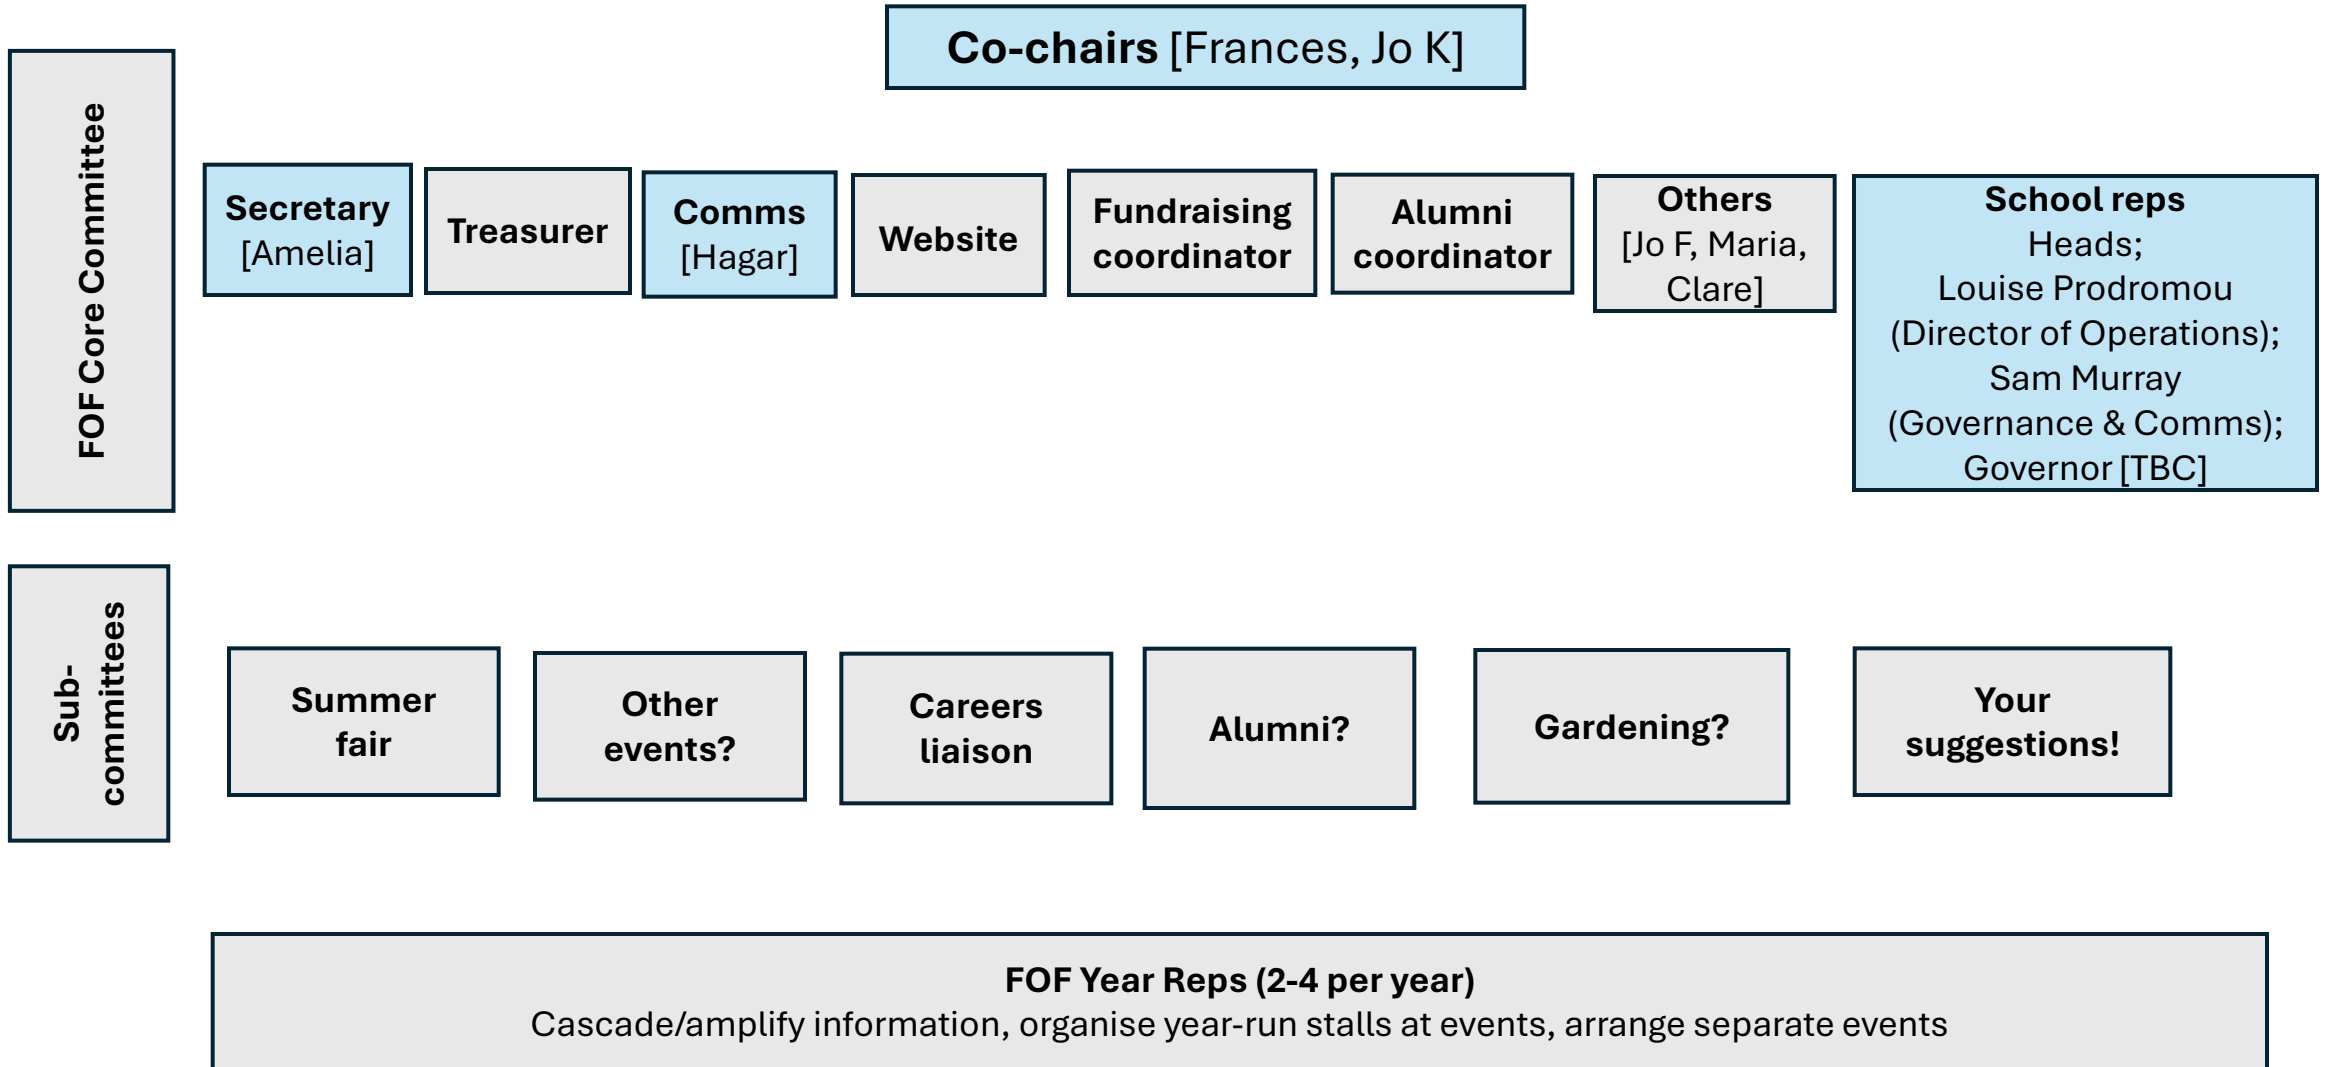 Co-chairs [Frances, Jo K]
FOF Core Committee
Secretary
[Amelia]
Treasurer
Comms
[Hagar]
Website
Fundraising
coordinator
Alumni
coordinator
Others
[Jo F, Maria,
Clare]
School reps
Heads;
Louise Prodromou
(Director of Operations);
Sam Murray
(Governance & Comms);
Governor [TBC]
Sub-
committees
Summer
fair
Other
events?
Careers
liaison
Alumni?
Gardening?
Your
suggestions!
FOF Year Reps (2-4 per year)
Cascade/amplify information, organise year-run stalls at events, arrange separate events